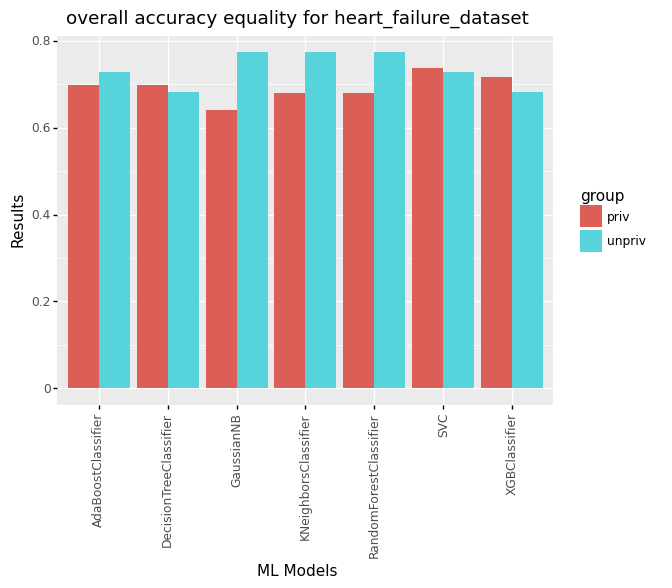 overall accuracy equality for heart_failure_dataset
0.8
0.6
0.4
0.2
0
Results
AdaBoostClassifier
DecisionTreeClassifier
GaussianNB
KNeighborsClassifier
RandomForestClassifier
SVC
XGBClassifier
ML Models
group
priv
unpriv